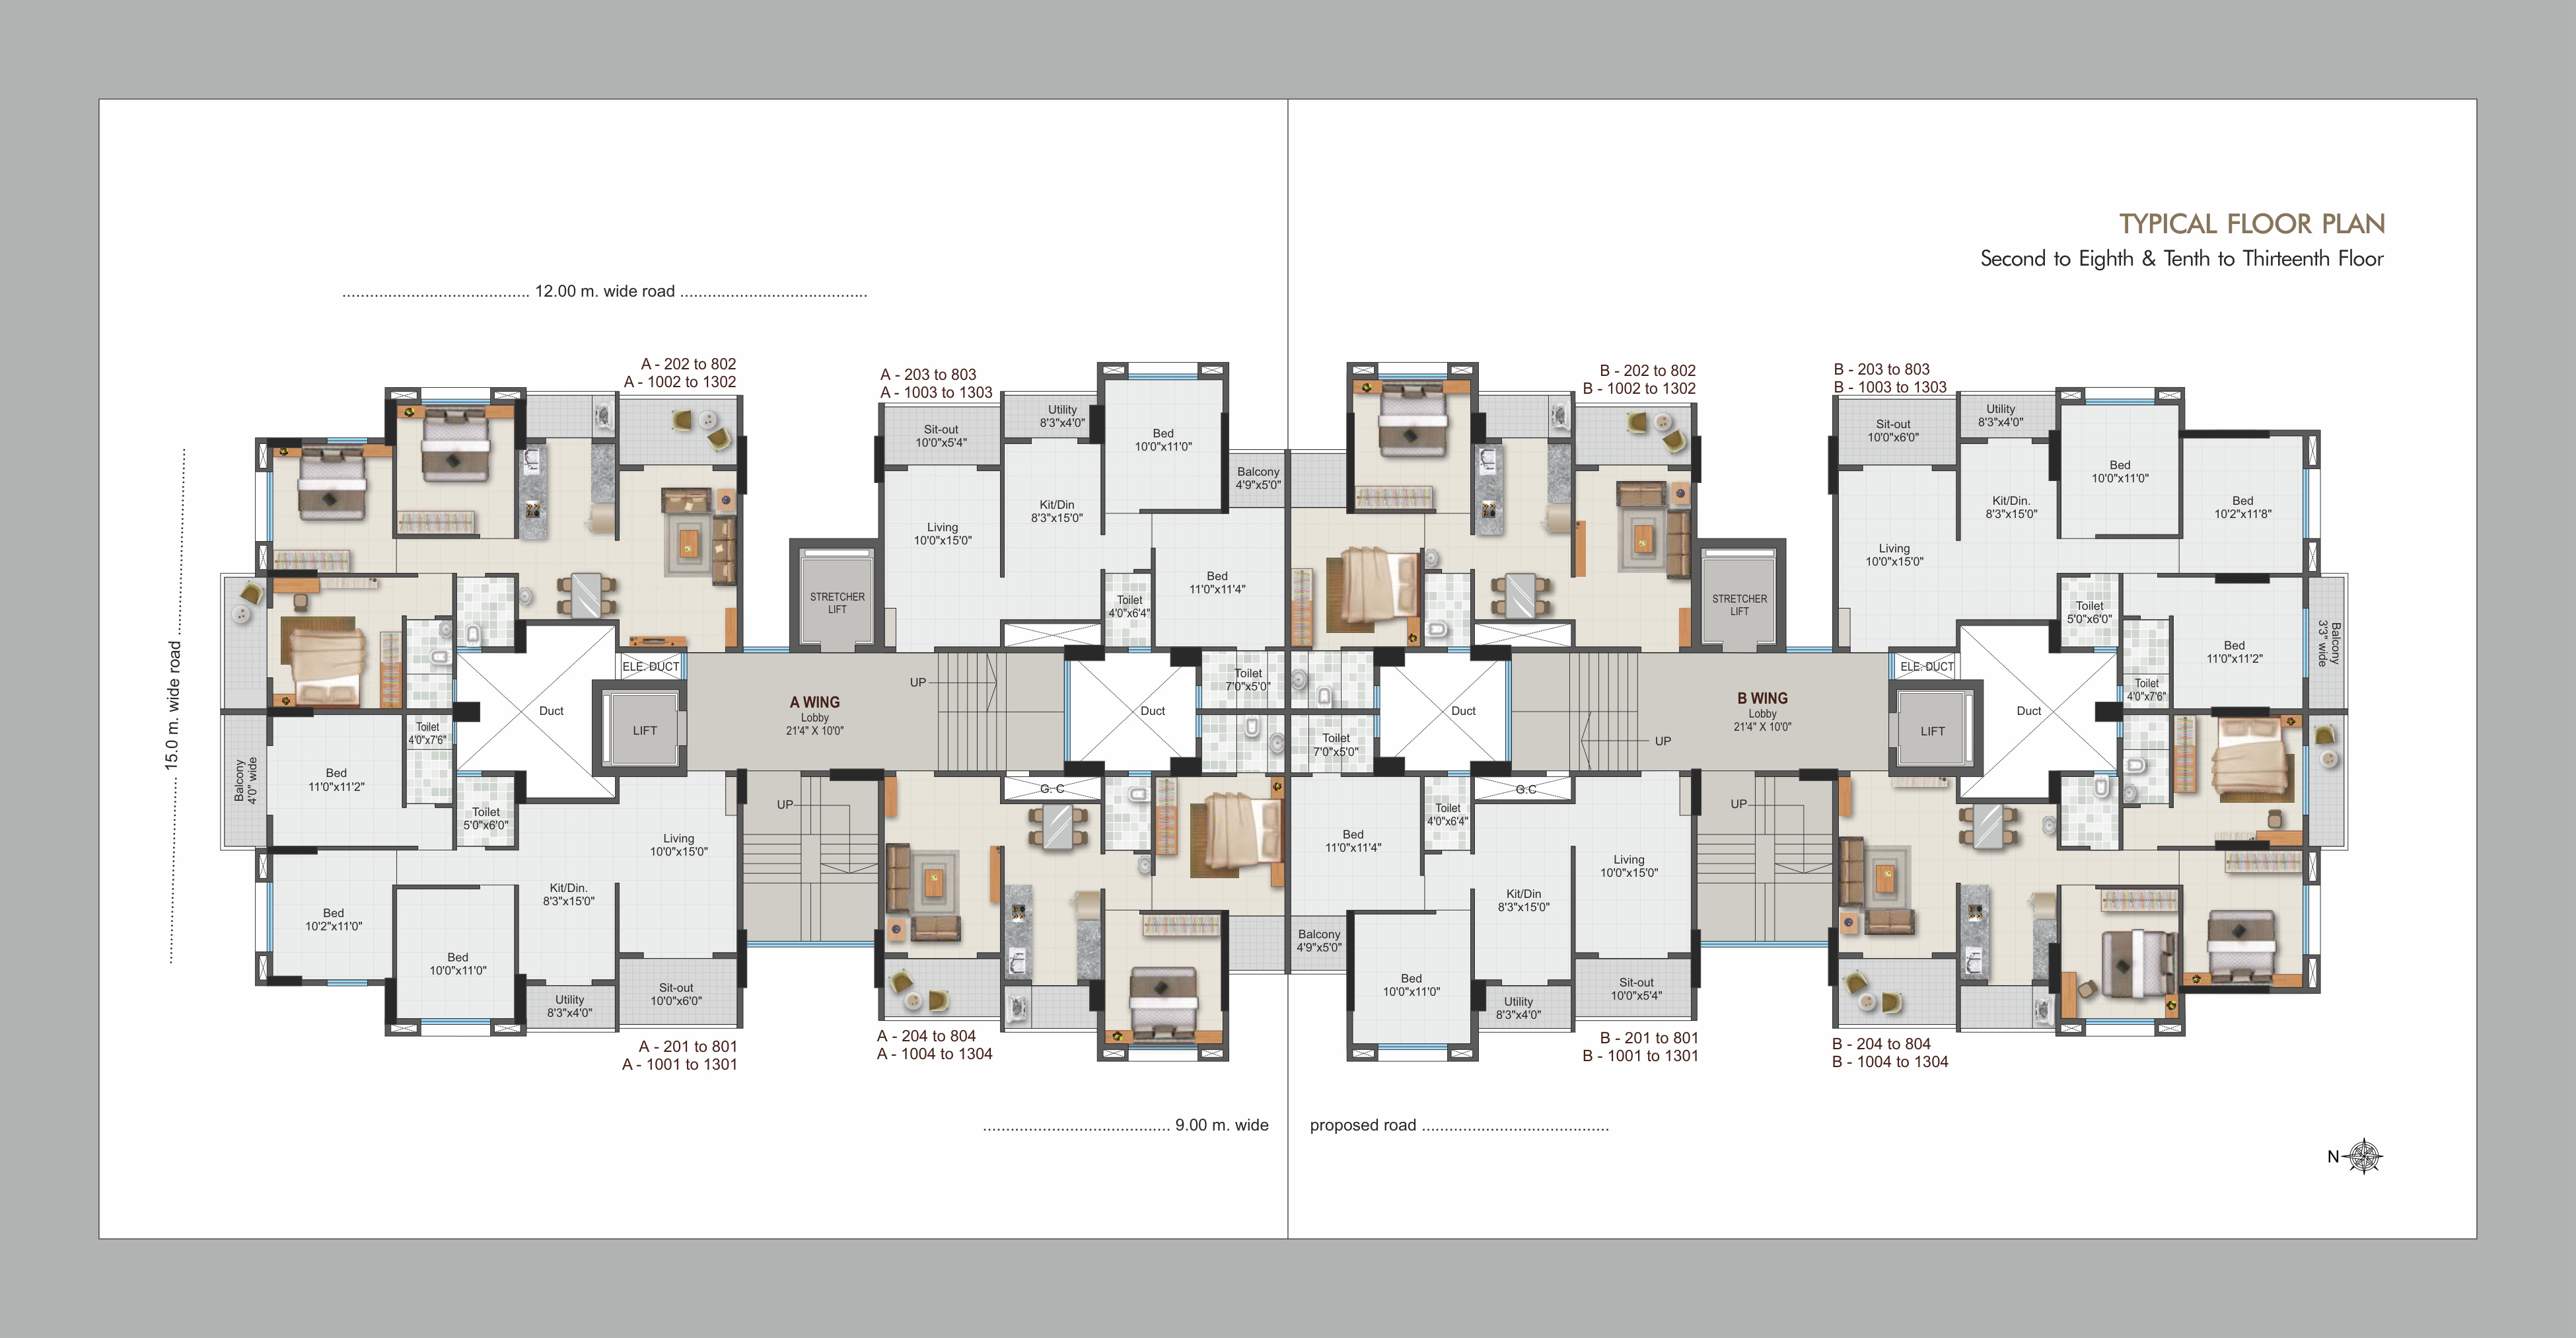 TYPICAL FLOOR PLAN
Second to Eighth & Tenth to Thirteenth Floor
.......... 12.00 m. wide road ..........
.......... 15.0 m. wide road ..........
A - 202 to 802
A - 1002 to 1302
A - 203 to 803
A - 1003 to 1303
B - 202 to 802
B - 1002 to 1302
B - 203 to 803
B - 1003 to 1303
Sit-out
10'0"x5'4"
Utility
8'3"x4'0"
Bed
10'0"x11'0"
Balcony
4'9"x5'0"
Living
10'0"x15'0"
Kit/Din
8'3"x15'0"
Bed
11'0"x11'4"
Toilet
4'0"x6'4"
STRETCHER
LIFT
Toilet
7'0"x5'0"
Sit-out
10'0"x6'0"
Utility
8'3"x4'0"
Bed
10'0"x11'0"
Bed
10'2"x11'8"
Kit/Din.
8'3"x15'0"
Living
10'0"x15'0"
Toilet
5'0"x6'0"
Bed
11'0"x11'2"
Balcony
3'3" wide
Toilet
4'0"x7'6"
STRETCHER
LIFT
ELE. DUCT
UP
A WING
Lobby
21'4" X 10'0"
LIFT
Duct
Duct
Duct
UP
B WING
Lobby
21'4" X 10'0"
ELE. DUCT
LIFT
Duct
Balcony
4'0" wide
Bed
11'0"x11'2"
Toilet
4'0"x7'6"
Toilet
5'0"x6'0"
Living
10'0"x15'0"
Kit/Din.
8'3"x15'0"
Bed
10'2"x11'0"
Bed
10'0"x11'0"
Utility
8'3"x4'0"
Sit-out
10'0"x6'0"
UP
G. C
Toilet
7'0"x5'0"
Bed
11'0"x11'4"
Toilet
4'0"x6'4"
G.C
Living
10'0"x15'0"
Kit/Din
8'3"x15'0"
Balcony
4'9"x5'0"
Bed
10'0"x11'0"
Utility
8'3"x4'0"
Sit-out
10'0"x5'4"
UP
A - 201 to 801
A - 1001 to 1301
A - 204 to 804
A - 1004 to 1304
B - 201 to 801
B - 1001 to 1301
B - 204 to 804
B - 1004 to 1304
.......... 9.00 m. wide proposed road ..........
N